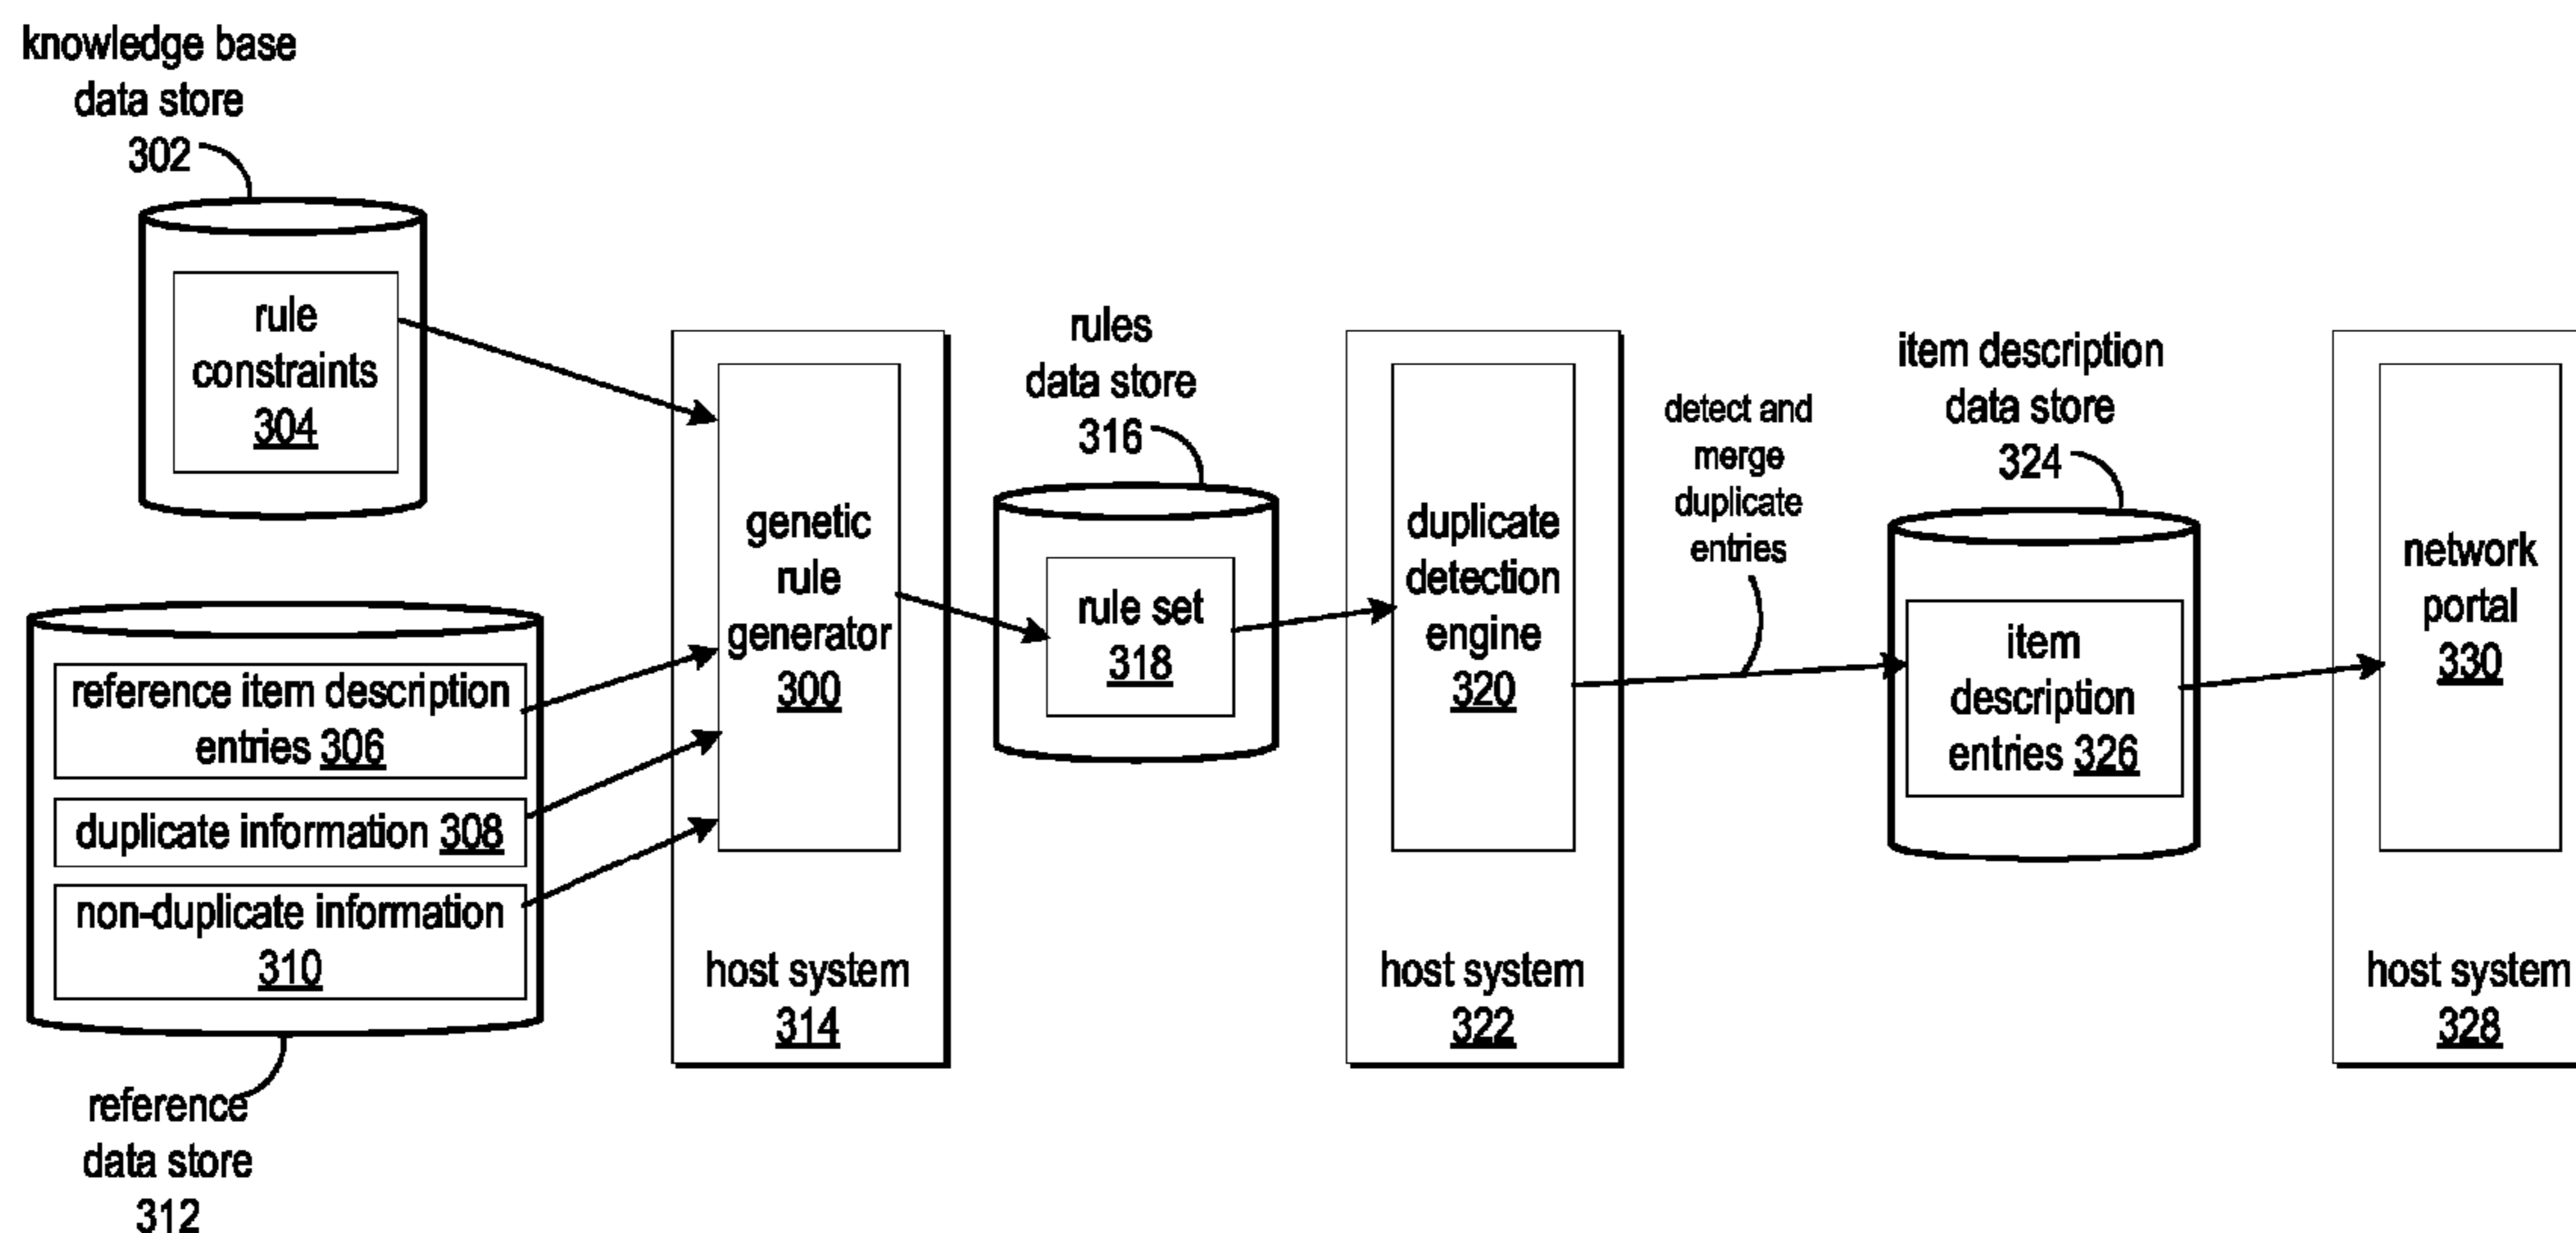 knowledge base
data store
302
rule
constraints
304
reference item description
entries 306
duplicate information 308
non-duplicate information
310
reference
data store
312
genetic
rule
generator
300
host system
314
rules
data store
316
rule set
318
duplicate
detection
engine
320
host system
322
detect and
merge
duplicate
entries
item description
data store
324
item
description
entries 326
network
portal
330
host system
328